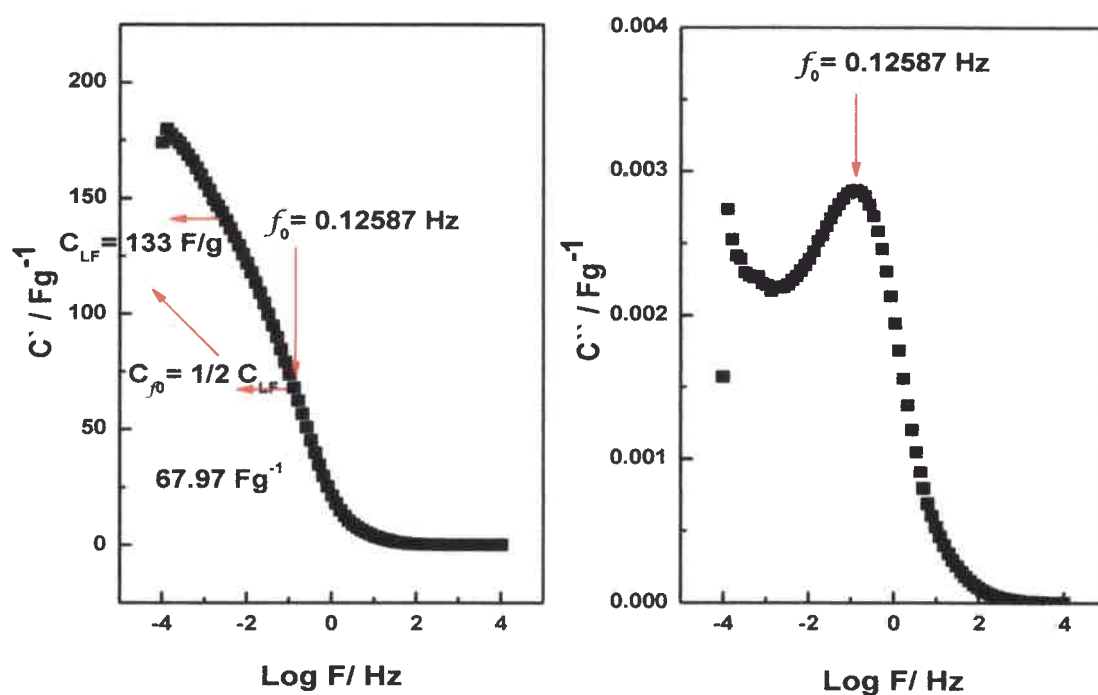 200
150
100
50
0
C` / Fg⁻¹
C_LF = 133 F/g
f₀ = 0.12587 Hz
C_f0 = 1/2 C_LF
67.97 Fg⁻¹
-4 -2 0 2 4
Log F/ Hz
0.004
0.003
0.002
0.001
0.000
C`` / Fg⁻¹
f₀ = 0.12587 Hz
-4 -2 0 2 4
Log F/ Hz